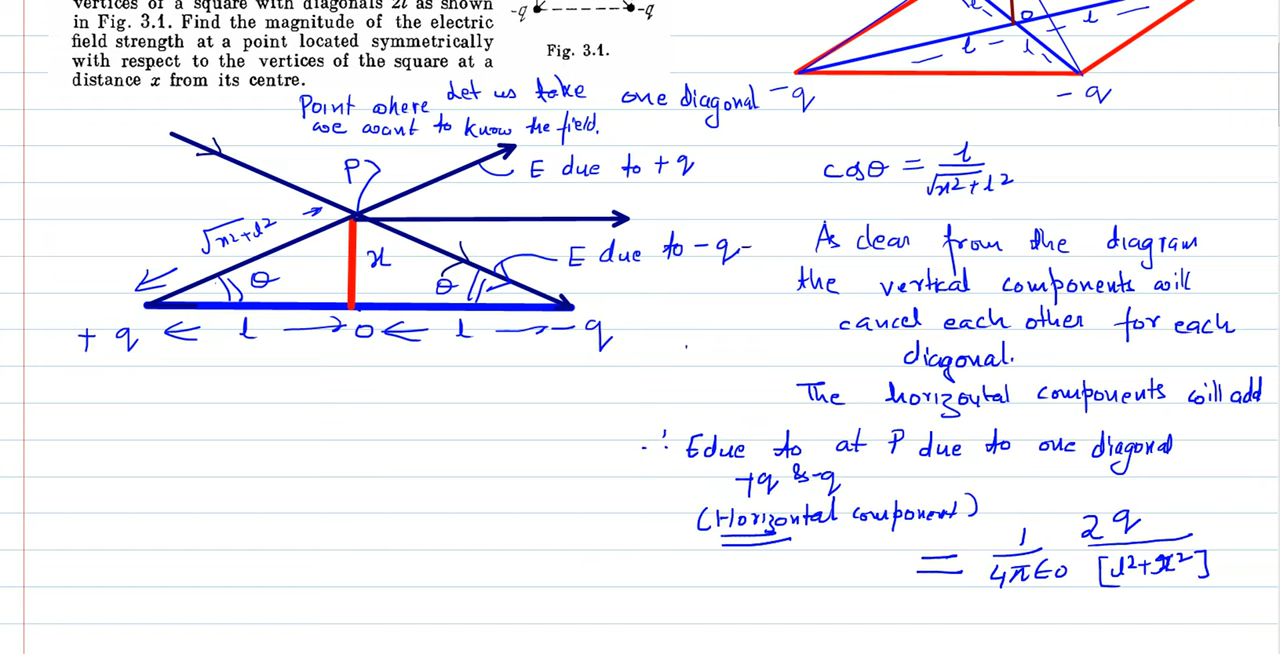 vertices of a square with diagonals 2l as shown
in Fig. 3.1. Find the magnitude of the electric
field strength at a point located symmetrically
with respect to the vertices of the square at a
distance x from its centre.
-q -q
Fig. 3.1.
O
l
l - l
-q
-q
Let us take one diagonal
Point where
we want to know the field.
P
E due to +q
√x²+l²
θ
x
θ
E due to -q
+q ← l → O ← l → -q
cosθ = l/√x²+l²
As clear from the diagram
the vertical components will
cancel each other for each
diagonal.
The horizontal components will add
∴ E due to at P due to one diagonal
+q & -q
(Horizontal component)
= 1/4π∈0 2q/[l²+x²]